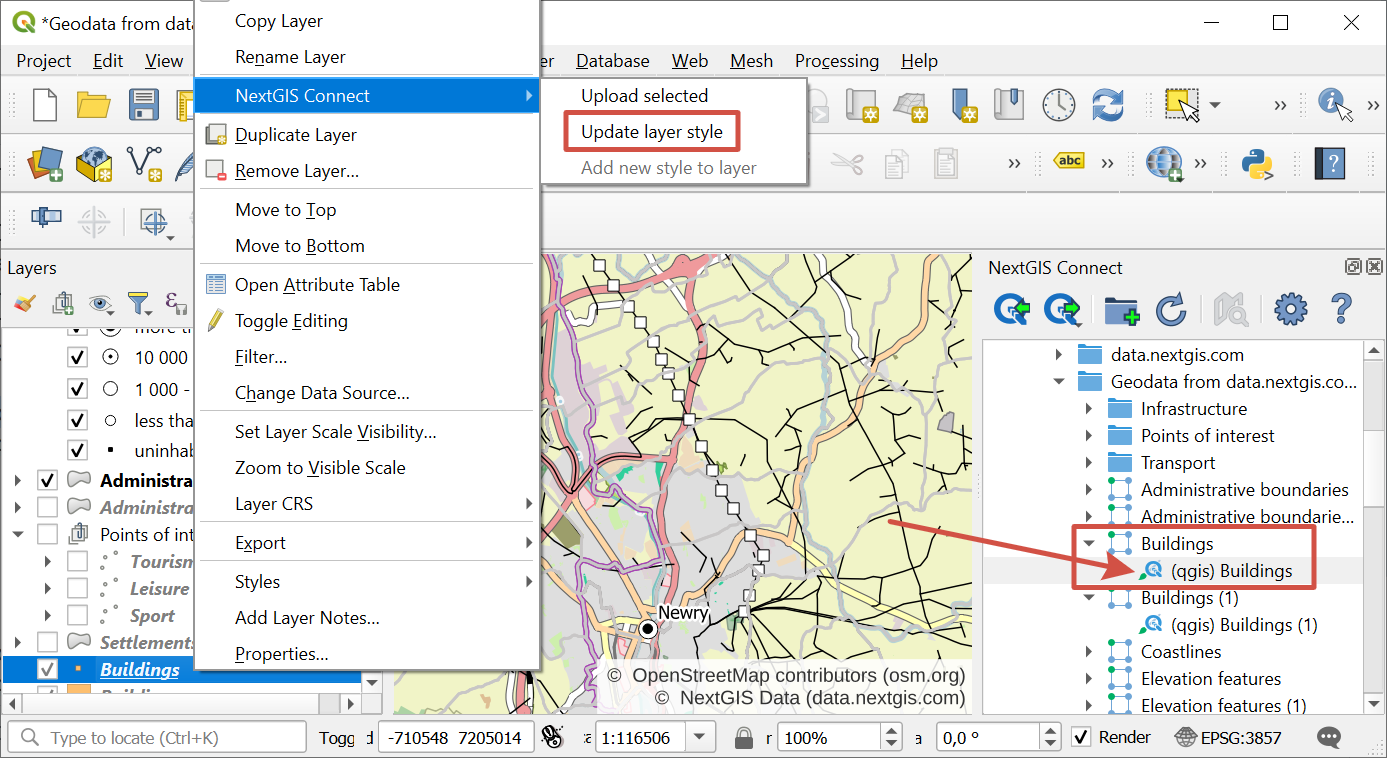 *Geodata from dat
Project Edit View er Database Web Mesh Processing Help
Copy Layer
Rename Layer
NextGIS Connect
Duplicate Layer
Remove Layer...
Move to Top
Move to Bottom
Open Attribute Table
Toggle Editing
Filter...
Change Data Source...
Set Layer Scale Visibility...
Zoom to Visible Scale
Layer CRS
Export
Styles
Add Layer Notes...
Properties...
Upload selected
Update layer style
Add new style to layer
abc
Layers
more th
10 000
1 000 -
less tha
uninhab
Administra
Administra
Points of int
Tourism
Leisure
Sport
Settlements
Buildings
Newry
© OpenStreetMap contributors (osm.org)
© NextGIS Data (data.nextgis.com)
NextGIS Connect
data.nextgis.com
Geodata from data.nextgis.co...
Infrastructure
Points of interest
Transport
Administrative boundaries
Administrative boundarie...
Buildings
(qgis) Buildings
Buildings (1)
(qgis) Buildings (1)
Coastlines
Elevation features
Elevation features (1)
Type to locate (Ctrl+K) Togg d -710548 7205014 1:116506 r 100% a 0,0 ° Render EPSG:3857